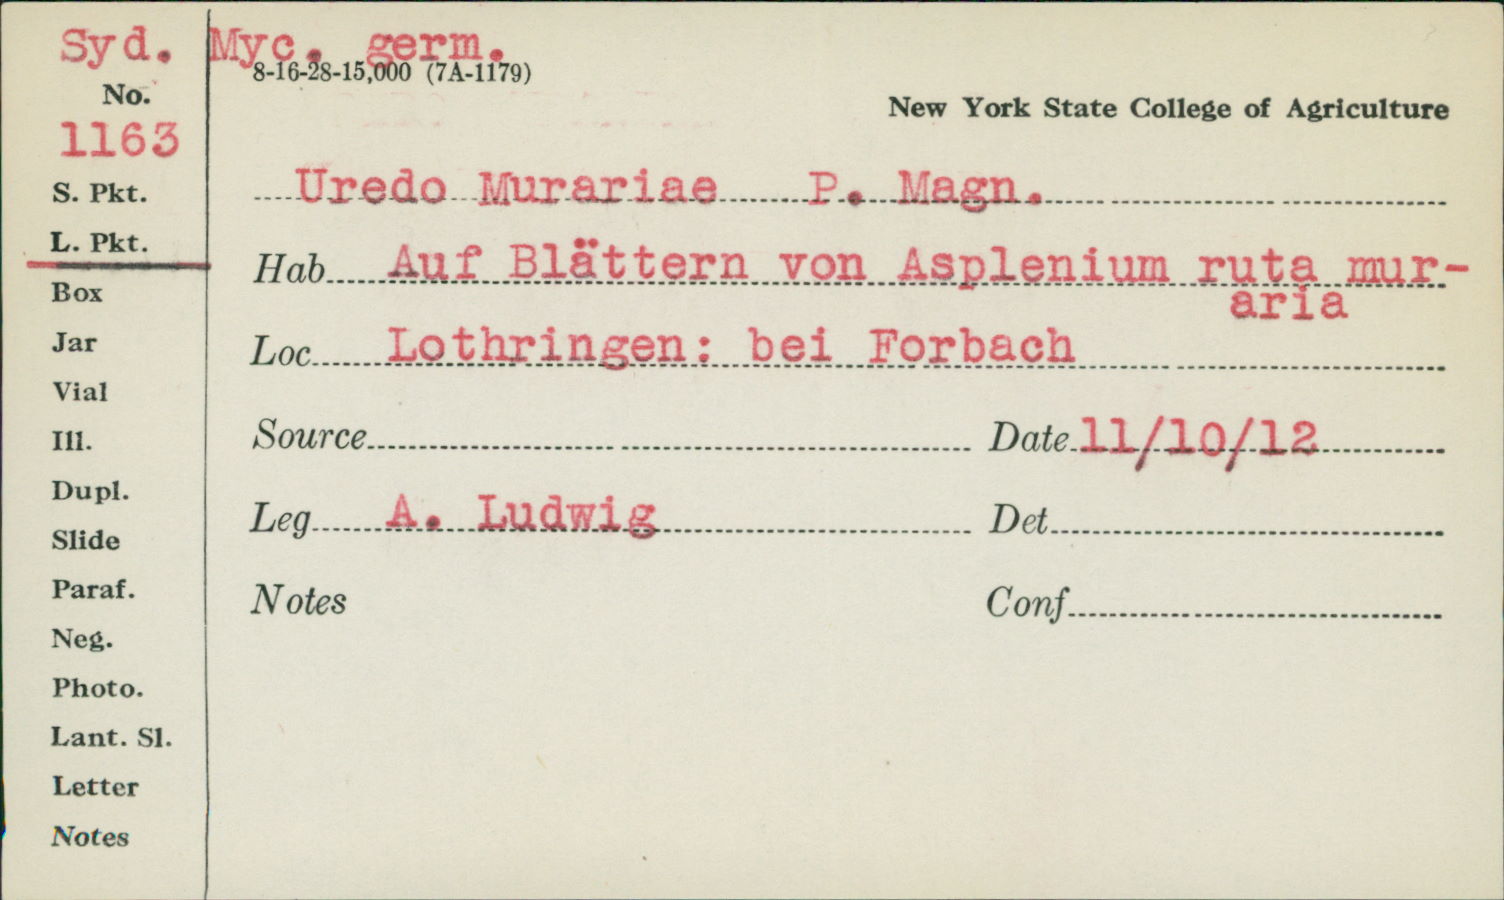 Syd. Myc. germ.
8-16-28-15,000 (7A-1179)
No.
New York State College of Agriculture
1163
S. Pkt.
Uredo Murariae P. Magn.
L. Pkt.
Hab Auf Blättern von Asplenium ruta mur-
aria
Box
Jar
Loc Lothringen: bei Forbach
Vial
Ill.
Source Date 11/10/12
Dupl.
Slide
Leg A. Ludwig Det
Paraf.
Notes Conf
Neg.
Photo.
Lant. Sl.
Letter
Notes